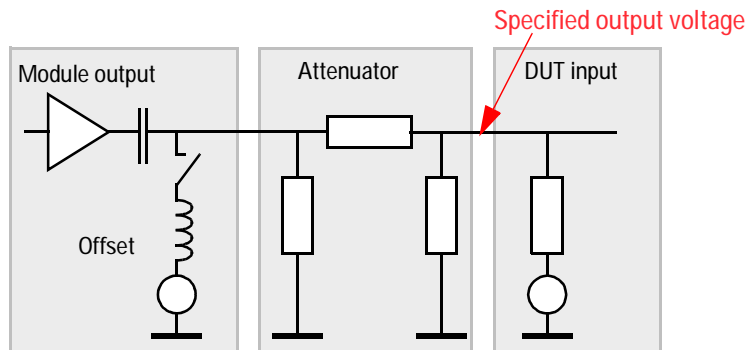 Specified output voltage
Module output
Attenuator
DUT input
Offset